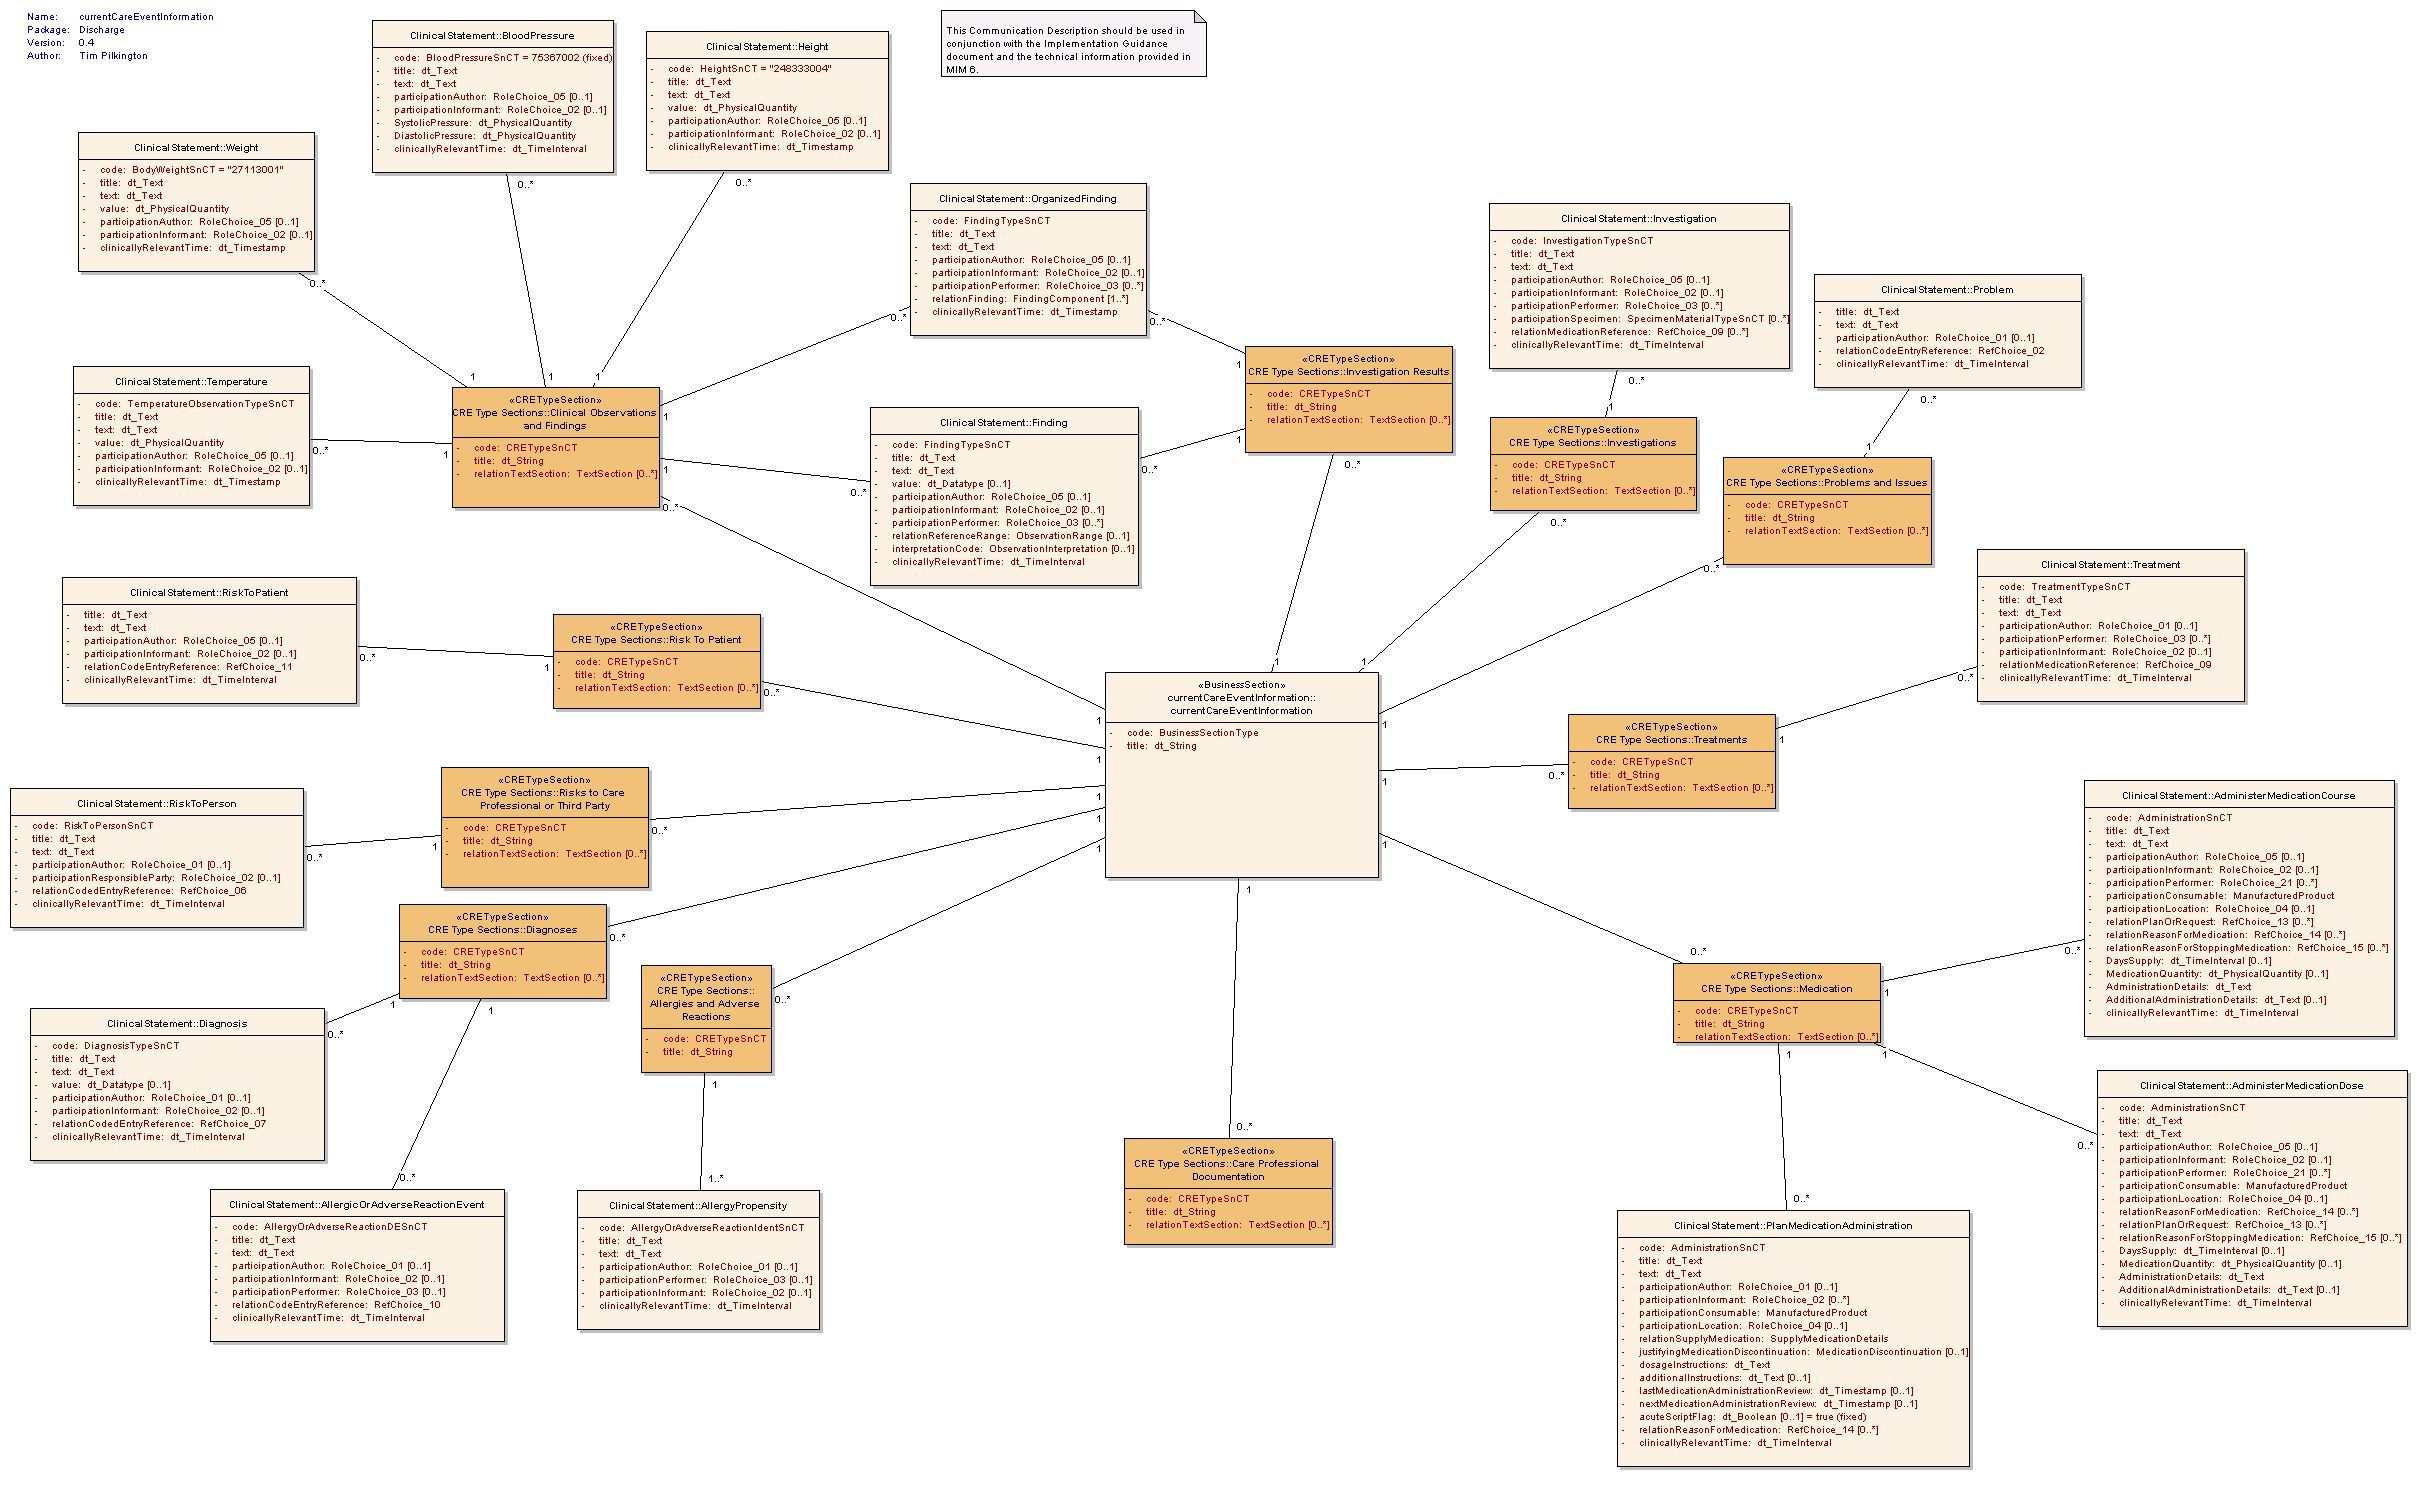 Name: currentCareEventInformation
Package: Discharge
Version: 0.4
Author: Tim Pilkington
This Communication Description should be used in
conjunction with the Implementation Guidance
document and the technical information provided in
MIM 6.
ClinicalStatement::BloodPressure
- code: BloodPressureSnCT = 75367002 (fixed)
- title: dt_Text
- text: dt_Text
- participationAuthor: RoleChoice_05 [0..1]
- participationInformant: RoleChoice_02 [0..1]
- SystolicPressure: dt_PhysicalQuantity
- DiastolicPressure: dt_PhysicalQuantity
- clinicallyRelevantTime: dt_TimeInterval
0..*
1
ClinicalStatement::Height
- code: HeightSnCT = "248333004"
- title: dt_Text
- text: dt_Text
- value: dt_PhysicalQuantity
- participationAuthor: RoleChoice_05 [0..1]
- participationInformant: RoleChoice_02 [0..1]
- clinicallyRelevantTime: dt_Timestamp
0..*
1
ClinicalStatement::Weight
- code: BodyWeightSnCT = "27113001"
- title: dt_Text
- text: dt_Text
- value: dt_PhysicalQuantity
- participationAuthor: RoleChoice_05 [0..1]
- participationInformant: RoleChoice_02 [0..1]
- clinicallyRelevantTime: dt_Timestamp
0..*
1
ClinicalStatement::OrganizedFinding
- code: FindingTypeSnCT
- title: dt_Text
- text: dt_Text
- participationAuthor: RoleChoice_05 [0..1]
- participationInformant: RoleChoice_02 [0..1]
- participationPerformer: RoleChoice_03 [0..*]
- relationFinding: FindingComponent [1..*]
- clinicallyRelevantTime: dt_Timestamp
0..*
1
0..*
1
ClinicalStatement::Investigation
- code: InvestigationTypeSnCT
- title: dt_Text
- text: dt_Text
- participationAuthor: RoleChoice_05 [0..1]
- participationInformant: RoleChoice_02 [0..1]
- participationPerformer: RoleChoice_03 [0..*]
- participationSpecimen: SpecimenMaterialTypeSnCT [0..*]
- relationMedicationReference: RefChoice_09 [0..*]
- clinicallyRelevantTime: dt_TimeInterval
0..*
1
ClinicalStatement::Problem
- title: dt_Text
- text: dt_Text
- participationAuthor: RoleChoice_01 [0..1]
- relationCodeEntryReference: RefChoice_02
- clinicallyRelevantTime: dt_TimeInterval
0..*
1
ClinicalStatement::Temperature
- code: TemperatureObservationTypeSnCT
- title: dt_Text
- text: dt_Text
- value: dt_PhysicalQuantity
- participationAuthor: RoleChoice_05 [0..1]
- participationInformant: RoleChoice_02 [0..1]
- clinicallyRelevantTime: dt_Timestamp
0..*
1
«CRETypeSection»
CRE Type Sections::Clinical Observations
and Findings
- code: CRETypeSnCT
- title: dt_String
- relationTextSection: TextSection [0..*]
0..*
1
«CRETypeSection»
CRE Type Sections::Investigation Results
- code: CRETypeSnCT
- title: dt_String
- relationTextSection: TextSection [0..*]
0..*
1
ClinicalStatement::Finding
- code: FindingTypeSnCT
- title: dt_Text
- text: dt_Text
- value: dt_Datatype [0..1]
- participationAuthor: RoleChoice_05 [0..1]
- participationInformant: RoleChoice_02 [0..1]
- participationPerformer: RoleChoice_03 [0..*]
- relationReferenceRange: ObservationRange [0..1]
- interpretationCode: ObservationInterpretation [0..1]
- clinicallyRelevantTime: dt_TimeInterval
0..*
1
0..*
1
«CRETypeSection»
CRE Type Sections::Investigations
- code: CRETypeSnCT
- title: dt_String
- relationTextSection: TextSection [0..*]
0..*
1
«CRETypeSection»
CRE Type Sections::Problems and Issues
- code: CRETypeSnCT
- title: dt_String
- relationTextSection: TextSection [0..*]
0..*
1
ClinicalStatement::Treatment
- code: TreatmentTypeSnCT
- title: dt_Text
- text: dt_Text
- participationAuthor: RoleChoice_01 [0..1]
- participationPerformer: RoleChoice_03 [0..*]
- participationInformant: RoleChoice_02 [0..1]
- relationMedicationReference: RefChoice_09
- clinicallyRelevantTime: dt_TimeInterval
0..*
1
ClinicalStatement::RiskToPatient
- title: dt_Text
- text: dt_Text
- participationAuthor: RoleChoice_05 [0..1]
- participationInformant: RoleChoice_02 [0..1]
- relationCodeEntryReference: RefChoice_11
- clinicallyRelevantTime: dt_TimeInterval
0..*
1
«CRETypeSection»
CRE Type Sections::Risk To Patient
- code: CRETypeSnCT
- title: dt_String
- relationTextSection: TextSection [0..*]
0..*
1
«BusinessSection»
currentCareEventInformation::
currentCareEventInformation
- code: BusinessSectionType
- title: dt_String
«CRETypeSection»
CRE Type Sections::Treatments
- code: CRETypeSnCT
- title: dt_String
- relationTextSection: TextSection [0..*]
0..*
1
ClinicalStatement::RiskToPerson
- code: RiskToPersonSnCT
- title: dt_Text
- text: dt_Text
- participationAuthor: RoleChoice_01 [0..1]
- participationResponsibleParty: RoleChoice_02 [0..1]
- relationCodedEntryReference: RefChoice_06
- clinicallyRelevantTime: dt_TimeInterval
0..*
1
«CRETypeSection»
CRE Type Sections::Risks to Care
Professional or Third Party
- code: CRETypeSnCT
- title: dt_String
- relationTextSection: TextSection [0..*]
0..*
1
ClinicalStatement::AdministerMedicationCourse
- code: AdministrationSnCT
- title: dt_Text
- text: dt_Text
- participationAuthor: RoleChoice_05 [0..1]
- participationInformant: RoleChoice_02 [0..1]
- participationPerformer: RoleChoice_21 [0..*]
- participationConsumable: ManufacturedProduct
- participationLocation: RoleChoice_04 [0..1]
- relationPlanOrRequest: RefChoice_13 [0..*]
- relationReasonForMedication: RefChoice_14 [0..*]
- relationReasonForStoppingMedication: RefChoice_15 [0..*]
- DaysSupply: dt_TimeInterval [0..1]
- MedicationQuantity: dt_PhysicalQuantity [0..1]
- AdministrationDetails: dt_Text
- AdditionalAdministrationDetails: dt_Text [0..1]
- clinicallyRelevantTime: dt_TimeInterval
0..*
1
«CRETypeSection»
CRE Type Sections::Diagnoses
- code: CRETypeSnCT
- title: dt_String
- relationTextSection: TextSection [0..*]
0..*
1
«CRETypeSection»
CRE Type Sections::
Allergies and Adverse
Reactions
- code: CRETypeSnCT
- title: dt_String
0..*
1
«CRETypeSection»
CRE Type Sections::Medication
- code: CRETypeSnCT
- title: dt_String
- relationTextSection: TextSection [0..*]
0..*
1
ClinicalStatement::Diagnosis
- code: DiagnosisTypeSnCT
- title: dt_Text
- text: dt_Text
- value: dt_Datatype [0..1]
- participationAuthor: RoleChoice_01 [0..1]
- participationInformant: RoleChoice_02 [0..1]
- relationCodedEntryReference: RefChoice_07
- clinicallyRelevantTime: dt_TimeInterval
0..*
1
ClinicalStatement::AdministerMedicationDose
- code: AdministrationSnCT
- title: dt_Text
- text: dt_Text
- participationAuthor: RoleChoice_05 [0..1]
- participationInformant: RoleChoice_02 [0..1]
- participationPerformer: RoleChoice_21 [0..*]
- participationConsumable: ManufacturedProduct
- participationLocation: RoleChoice_04 [0..1]
- relationReasonForMedication: RefChoice_14 [0..*]
- relationPlanOrRequest: RefChoice_13 [0..*]
- relationReasonForStoppingMedication: RefChoice_15 [0..*]
- DaysSupply: dt_TimeInterval [0..1]
- MedicationQuantity: dt_PhysicalQuantity [0..1]
- AdministrationDetails: dt_Text
- AdditionalAdministrationDetails: dt_Text [0..1]
- clinicallyRelevantTime: dt_TimeInterval
0..*
1
«CRETypeSection»
CRE Type Sections::Care Professional
Documentation
- code: CRETypeSnCT
- title: dt_String
- relationTextSection: TextSection [0..*]
0..*
1
ClinicalStatement::AllergicOrAdverseReactionEvent
- code: AllergyOrAdverseReactionDESnCT
- title: dt_Text
- text: dt_Text
- participationAuthor: RoleChoice_01 [0..1]
- participationInformant: RoleChoice_02 [0..1]
- participationPerformer: RoleChoice_03 [0..1]
- relationCodeEntryReference: RefChoice_10
- clinicallyRelevantTime: dt_TimeInterval
0..*
1
ClinicalStatement::AllergyPropensity
- code: AllergyOrAdverseReactionIdentSnCT
- title: dt_Text
- text: dt_Text
- participationAuthor: RoleChoice_01 [0..1]
- participationPerformer: RoleChoice_03 [0..1]
- participationInformant: RoleChoice_02 [0..1]
- clinicallyRelevantTime: dt_TimeInterval
1..*
1
ClinicalStatement::PlanMedicationAdministration
- code: AdministrationSnCT
- title: dt_Text
- text: dt_Text
- participationAuthor: RoleChoice_01 [0..1]
- participationInformant: RoleChoice_02 [0..*]
- participationConsumable: ManufacturedProduct
- participationLocation: RoleChoice_04 [0..1]
- relationSupplyMedication: SupplyMedicationDetails
- justifyingMedicationDiscontinuation: MedicationDiscontinuation [0..1]
- dosageInstructions: dt_Text
- additionalInstructions: dt_Text [0..1]
- lastMedicationAdministrationReview: dt_Timestamp [0..1]
- nextMedicationAdministrationReview: dt_Timestamp [0..1]
- acuteScriptFlag: dt_Boolean [0..1] = true (fixed)
- relationReasonForMedication: RefChoice_14 [0..*]
- clinicallyRelevantTime: dt_TimeInterval
0..*
1